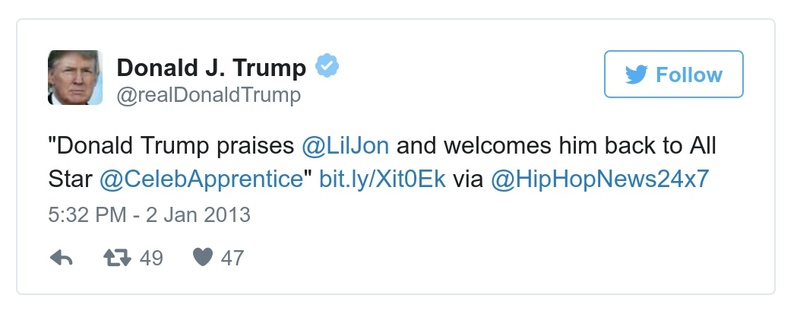 Donald J. Trump
@realDonaldTrump
Follow
"Donald Trump praises @LilJon and welcomes him back to All
Star @CelebApprentice" bit.ly/Xit0Ek via @HipHopNews24x7
5:32 PM - 2 Jan 2013
49 47